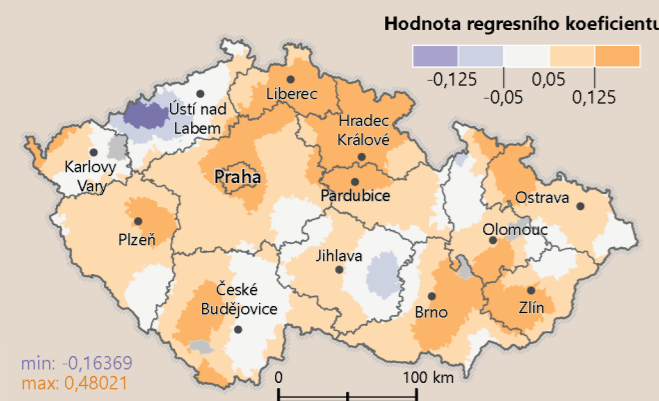 Hodnota regresního koeficientu
-0,125
0,05
-0,05
0,125
Liberec
Ústí nad
Labem
Hradec
Králové
Karlovy
Vary
Praha
Pardubice
Ostrava
Plzeň
Olomouc
Jihlava
České
Budějovice
Brno
Zlín
min: -0,16369
max: 0,48021
0
100 km